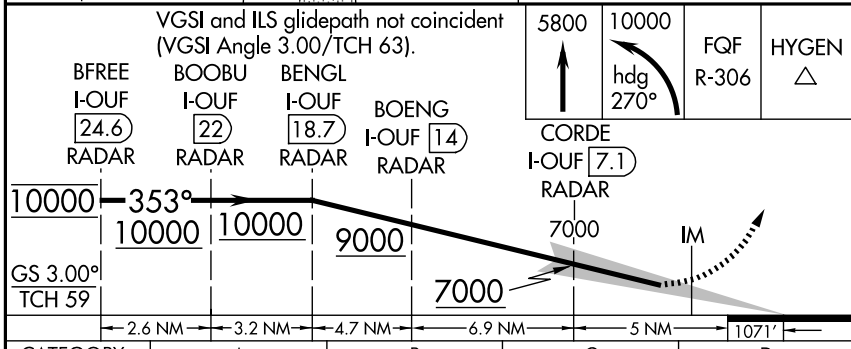 VGSI and ILS glidepath not coincident
(VGSI Angle 3.00/TCH 63).
5800
10000
hdg
270°
FQF
R-306
HYGEN
BFREE
I-OUF
24.6
RADAR
BOOBU
I-OUF
22
RADAR
BENGL
I-OUF
18.7
RADAR
BOENG
I-OUF 14
RADAR
CORDE
I-OUF 7.1
RADAR
10000
353°
10000
10000
9000
7000
7000
IM
GS 3.00°
TCH 59
2.6 NM
3.2 NM
4.7 NM
6.9 NM
5 NM
1071'